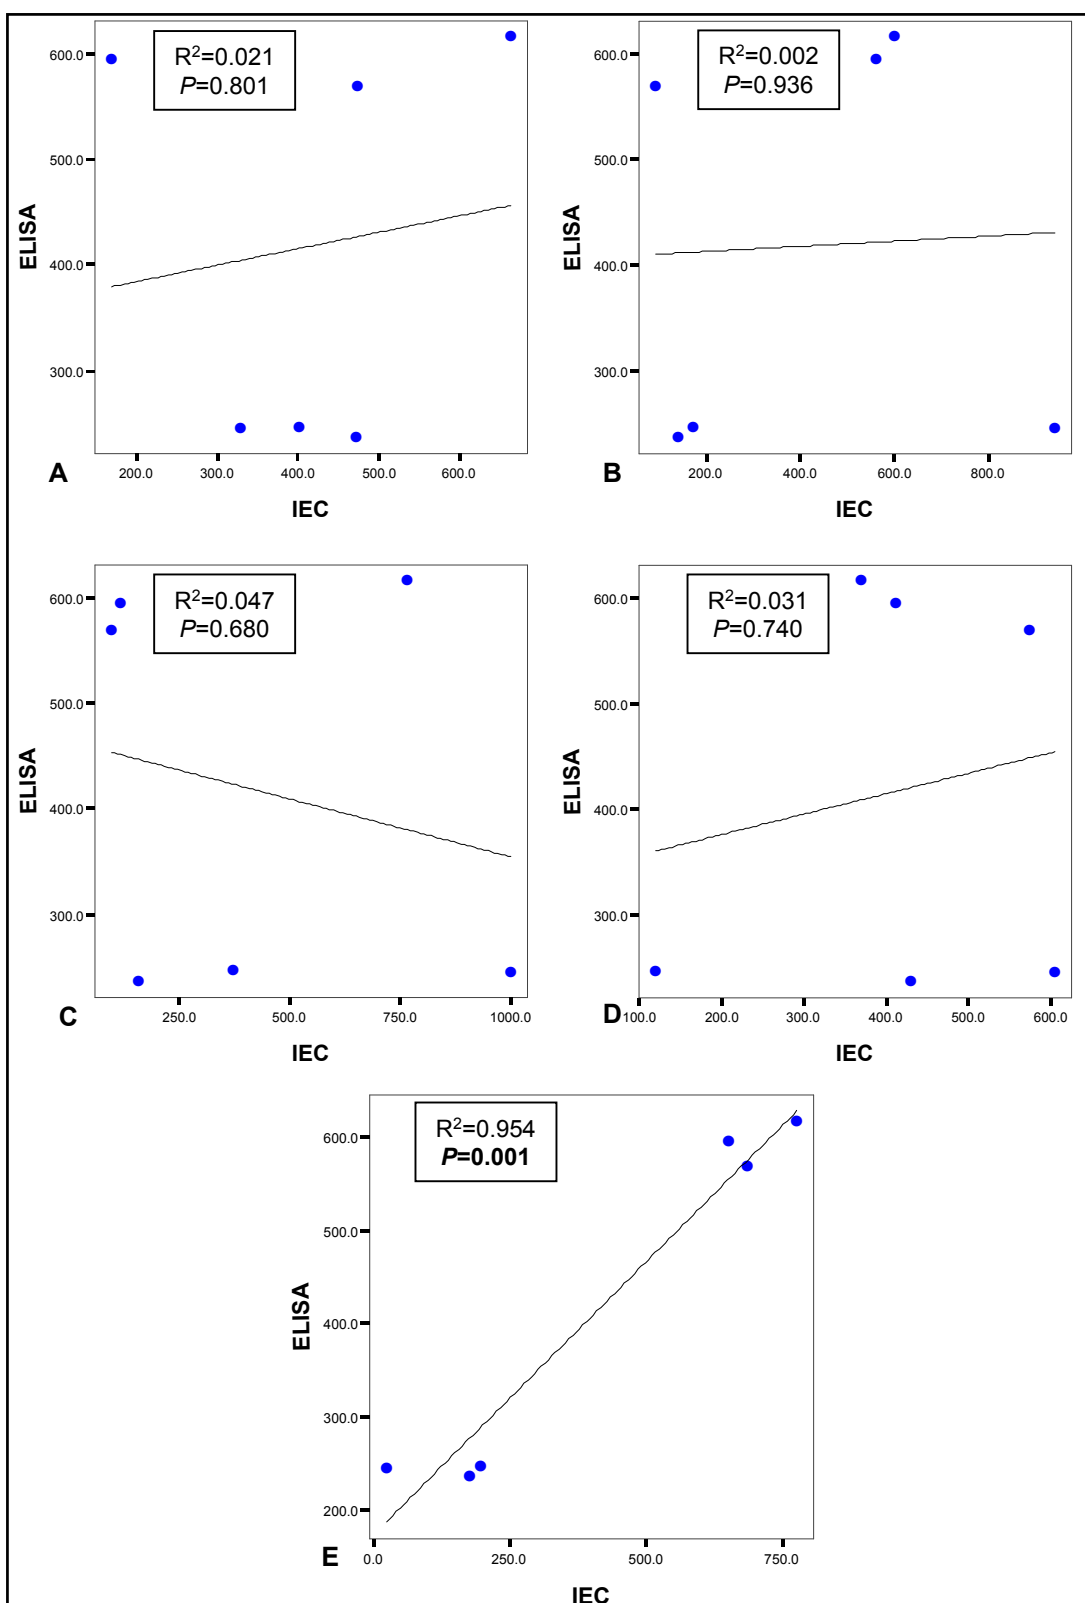 R²=0.021
P=0.801
600.0
500.0
400.0
300.0
ELISA
200.0 300.0 400.0 500.0 600.0
A
IEC
R²=0.002
P=0.936
600.0
500.0
400.0
300.0
ELISA
200.0 400.0 600.0 800.0
B
IEC
R²=0.047
P=0.680
600.0
500.0
400.0
300.0
ELISA
250.0 500.0 750.0 1000.0
C
IEC
R²=0.031
P=0.740
600.0
500.0
400.0
300.0
ELISA
100.0 200.0 300.0 400.0 500.0 600.0
D
IEC
R²=0.954
P=0.001
600.0
500.0
400.0
300.0
200.0
ELISA
0.0 250.0 500.0 750.0
E
IEC